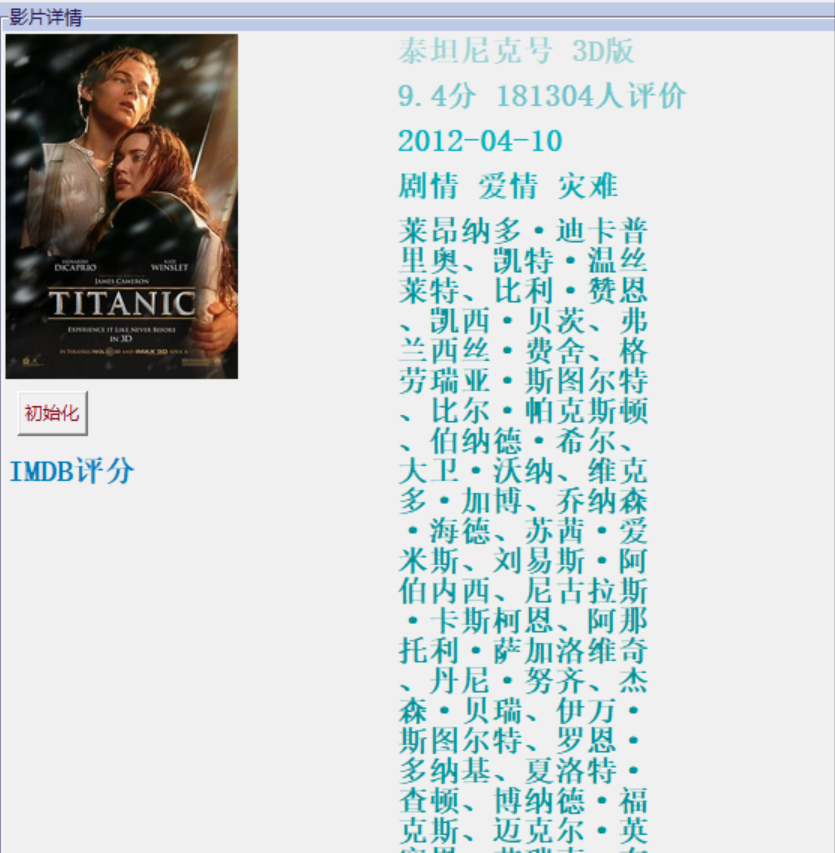 影片详情
泰坦尼克号 3D版
9.4分 181304人评价
2012-04-10
剧情 爱情 灾难
莱昂纳多·迪卡普
里奥、凯特·温丝
莱特、比利·赞恩
、凯西·贝茨、弗
兰西丝·费舍、格
劳瑞亚·斯图尔特
、比尔·帕克斯顿
、伯纳德·希尔、
大卫·沃纳、维克
多·加博、乔纳森
·海德、苏茜·爱
米斯、刘易斯·阿
伯内西、尼古拉斯
·卡斯柯恩、阿那
托利·萨加洛维奇
、丹尼·努齐、杰
森·贝瑞、伊万·
斯图尔特、罗恩·
多纳基、夏洛特·
查顿、博纳德·福
克斯、迈克尔·英
LEONARDO
DICAPRIO
KATE
WINSLET
JAMES CAMERON
TITANIC
EXPERIENCE IT LIKE NEVER BEFORE
IN 3D
初始化
IMDB评分